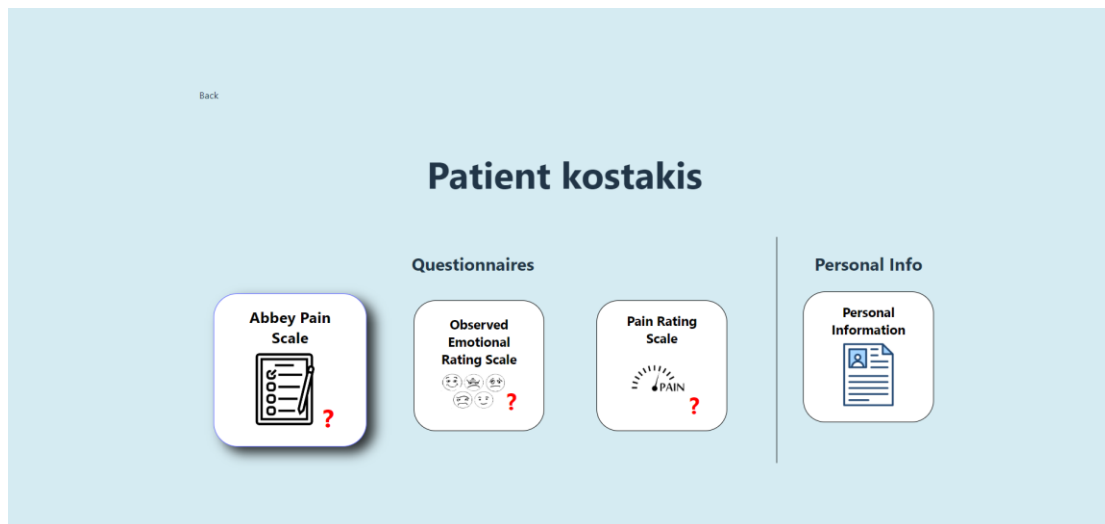 Back
Patient kostakis
Questionnaires
Personal Info
Abbey Pain
Scale
?
Observed
Emotional
Rating Scale
?
Pain Rating
Scale
PAIN
?
Personal
Information